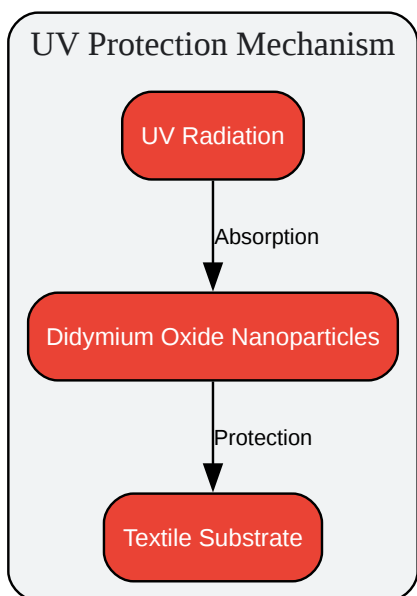 UV Protection Mechanism
UV Radiation
Absorption
Didymium Oxide Nanoparticles
Protection
Textile Substrate